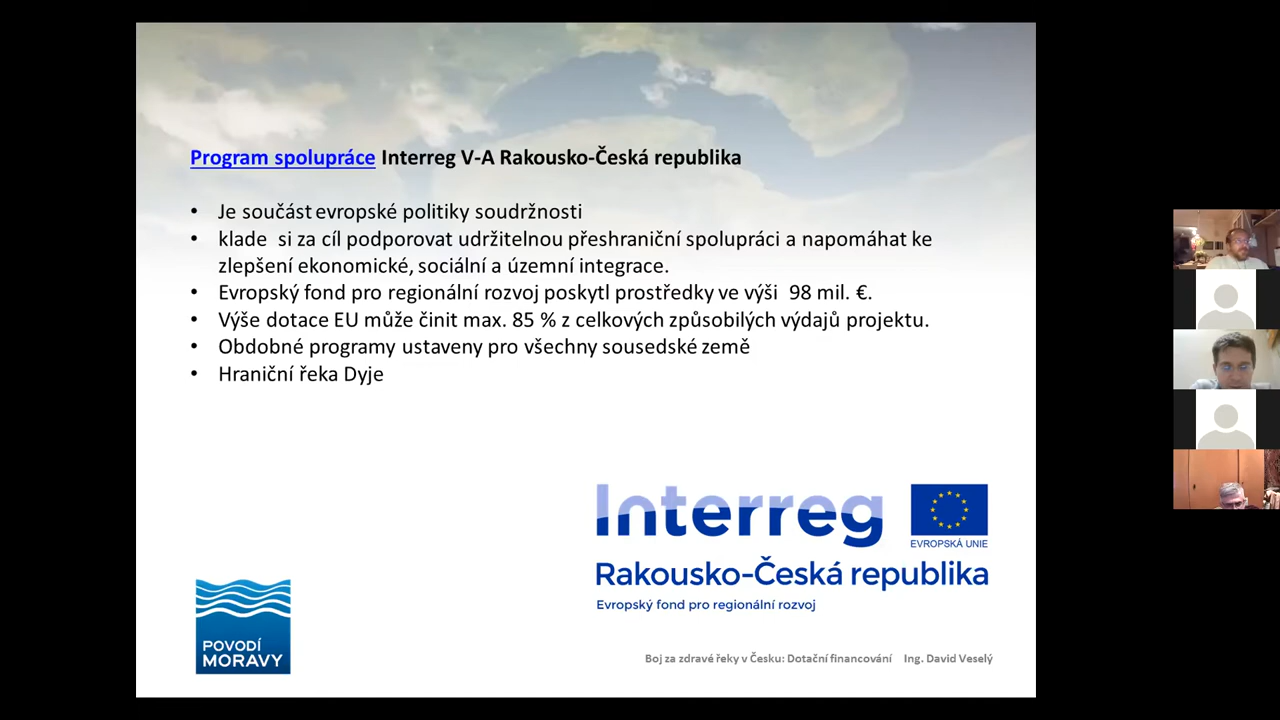 Program spolupráce Interreg V-A Rakousko-Česká republika
• Je součást evropské politiky soudržnosti
• klade  si za cíl podporovat udržitelnou přeshraniční spolupráci a napomáhat ke
zlepšení ekonomické, sociální a územní integrace.
• Evropský fond pro regionální rozvoj poskytl prostředky ve výši  98 mil. €.
• Výše dotace EU může činit max. 85 % z celkových způsobilých výdajů projektu.
• Obdobné programy ustaveny pro všechny sousedské země
• Hraniční řeka Dyje
Interreg
EVROPSKÁ UNIE
Rakousko-Česká republika
Evropský fond pro regionální rozvoj
POVODÍ
MORAVY
Boj za zdravé řeky v Česku: Dotační financování Ing. David Veselý